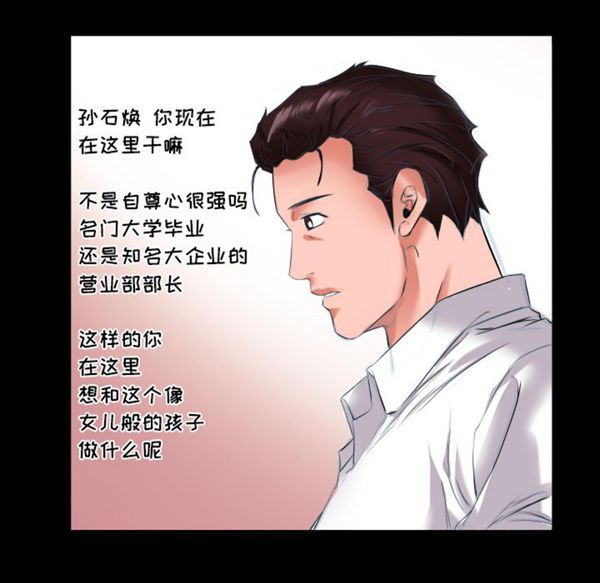 孙石焕 你现在
在这里干嘛
不是自尊心很强吗
名门大学毕业
还是知名大企业的
营业部部长
这样的你
在这里
想和这个像
女儿般的孩子
做什么呢